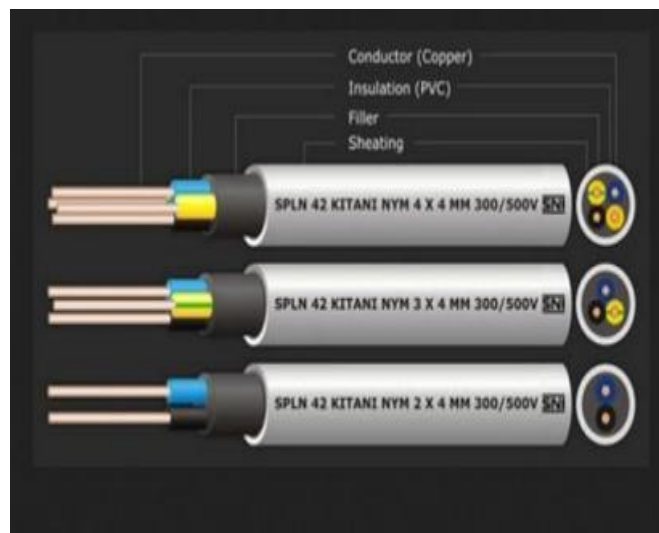 Conductor (Copper)
Insulation (PVC)
Filler
Sheating
SPLN 42 KITANI NYM 4 X 4 MM 300/500V SNI
SPLN 42 KITANI NYM 3 X 4 MM 300/500V SNI
SPLN 42 KITANI NYM 2 X 4 MM 300/500V SNI